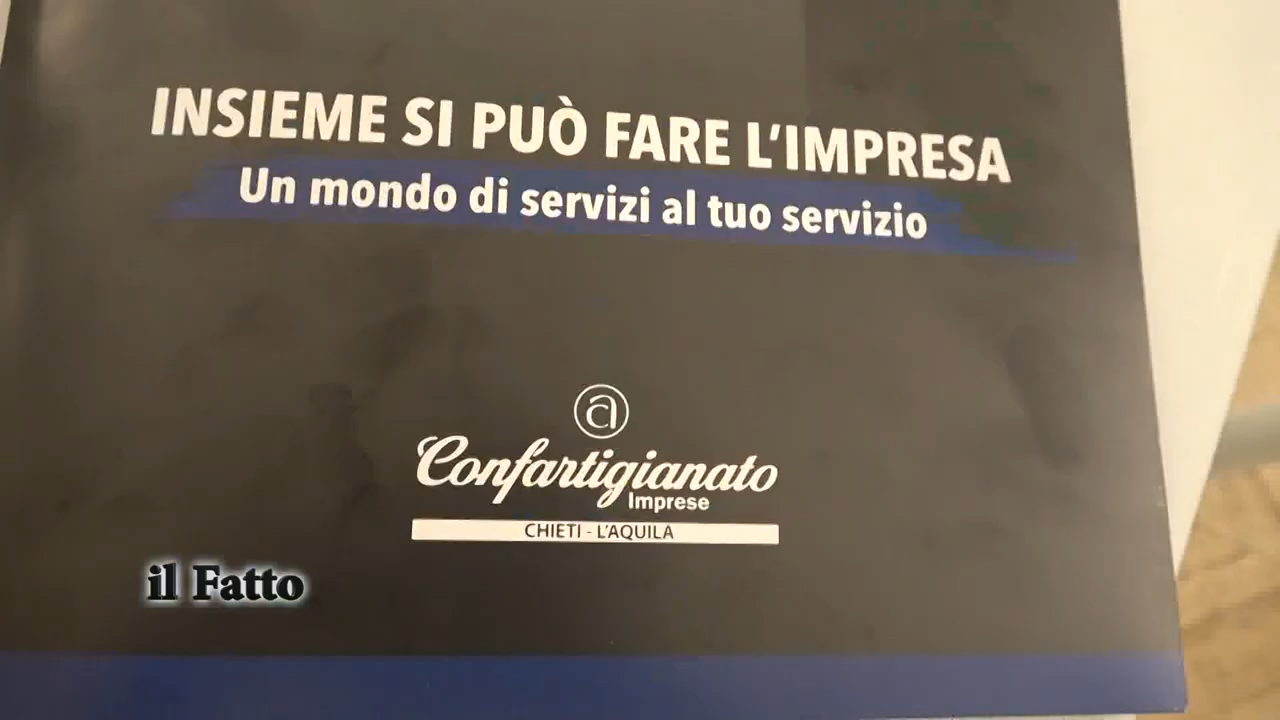 INSIEME SI PUÒ FARE L'IMPRESA
Un mondo di servizi al tuo servizio
a
Confartigianato
Imprese
CHIETI - L'AQUILA
il Fatto